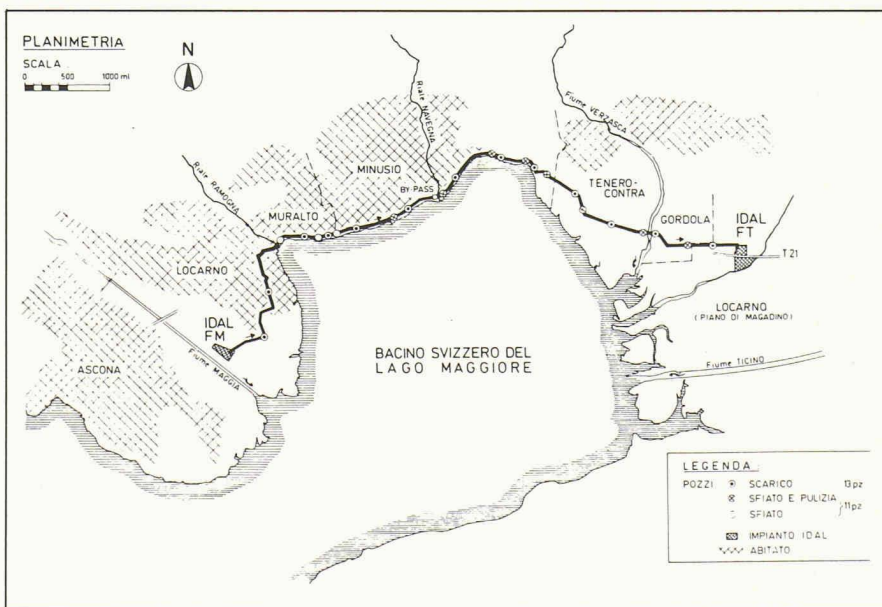 PLANIMETRIA
SCALA
0 500 1000 ml
N
Riale RAMOGNA
Riale NAVEGNA
Fiume VERZASCA
MINUSIO
BY-PASS
MURALTO
TENERO-
CONTRA
GORDOLA
IDAL
FT
T 21
LOCARNO
LOCARNO
(PIANO DI MAGADINO)
IDAL
FM
Fiume MAGGIA
ASCONA
BACINO SVIZZERO DEL
LAGO MAGGIORE
Fiume TICINO
LEGENDA
POZZI SCARICO 13 pz
SFIATO E PULIZIA
SFIATO } 11 pz
IMPIANTO IDAL
ABITATO